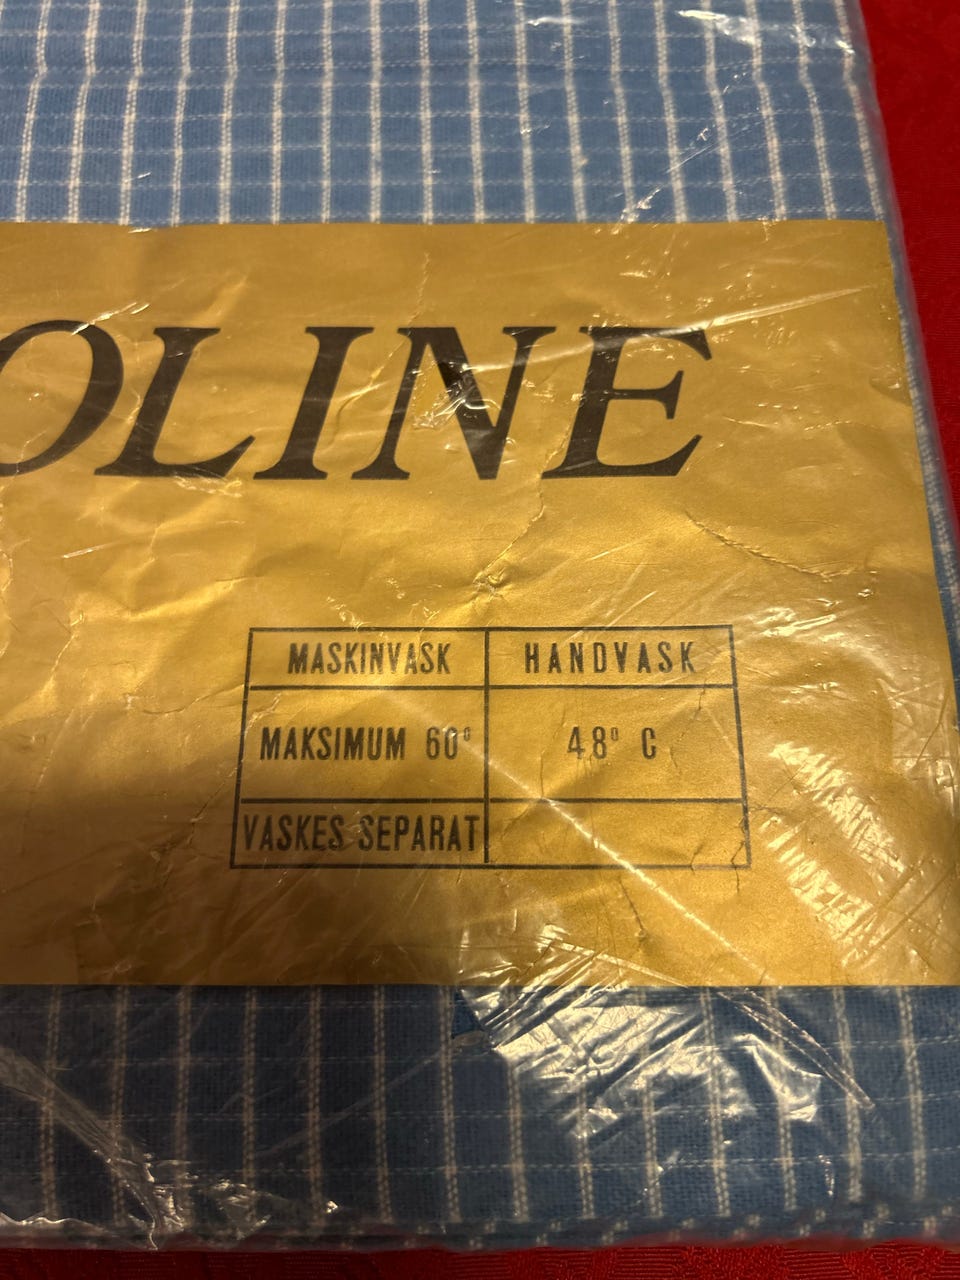 OLINE
MASKINVASK HANDVASK
MAKSIMUM 60° 48° C
VASKES SEPARAT